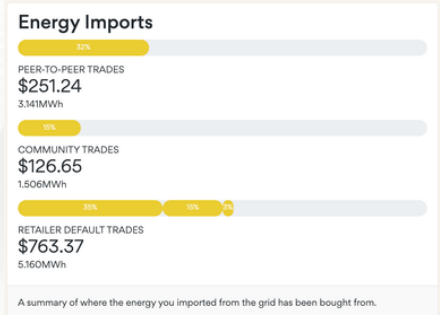 Energy Imports
32%
PEER-TO-PEER TRADES
$251.24
3.141MWh
15%
COMMUNITY TRADES
$126.65
1.506MWh
35% 15% 3%
RETAILER DEFAULT TRADES
$763.37
5.160MWh
A summary of where the energy you imported from the grid has been bought from.